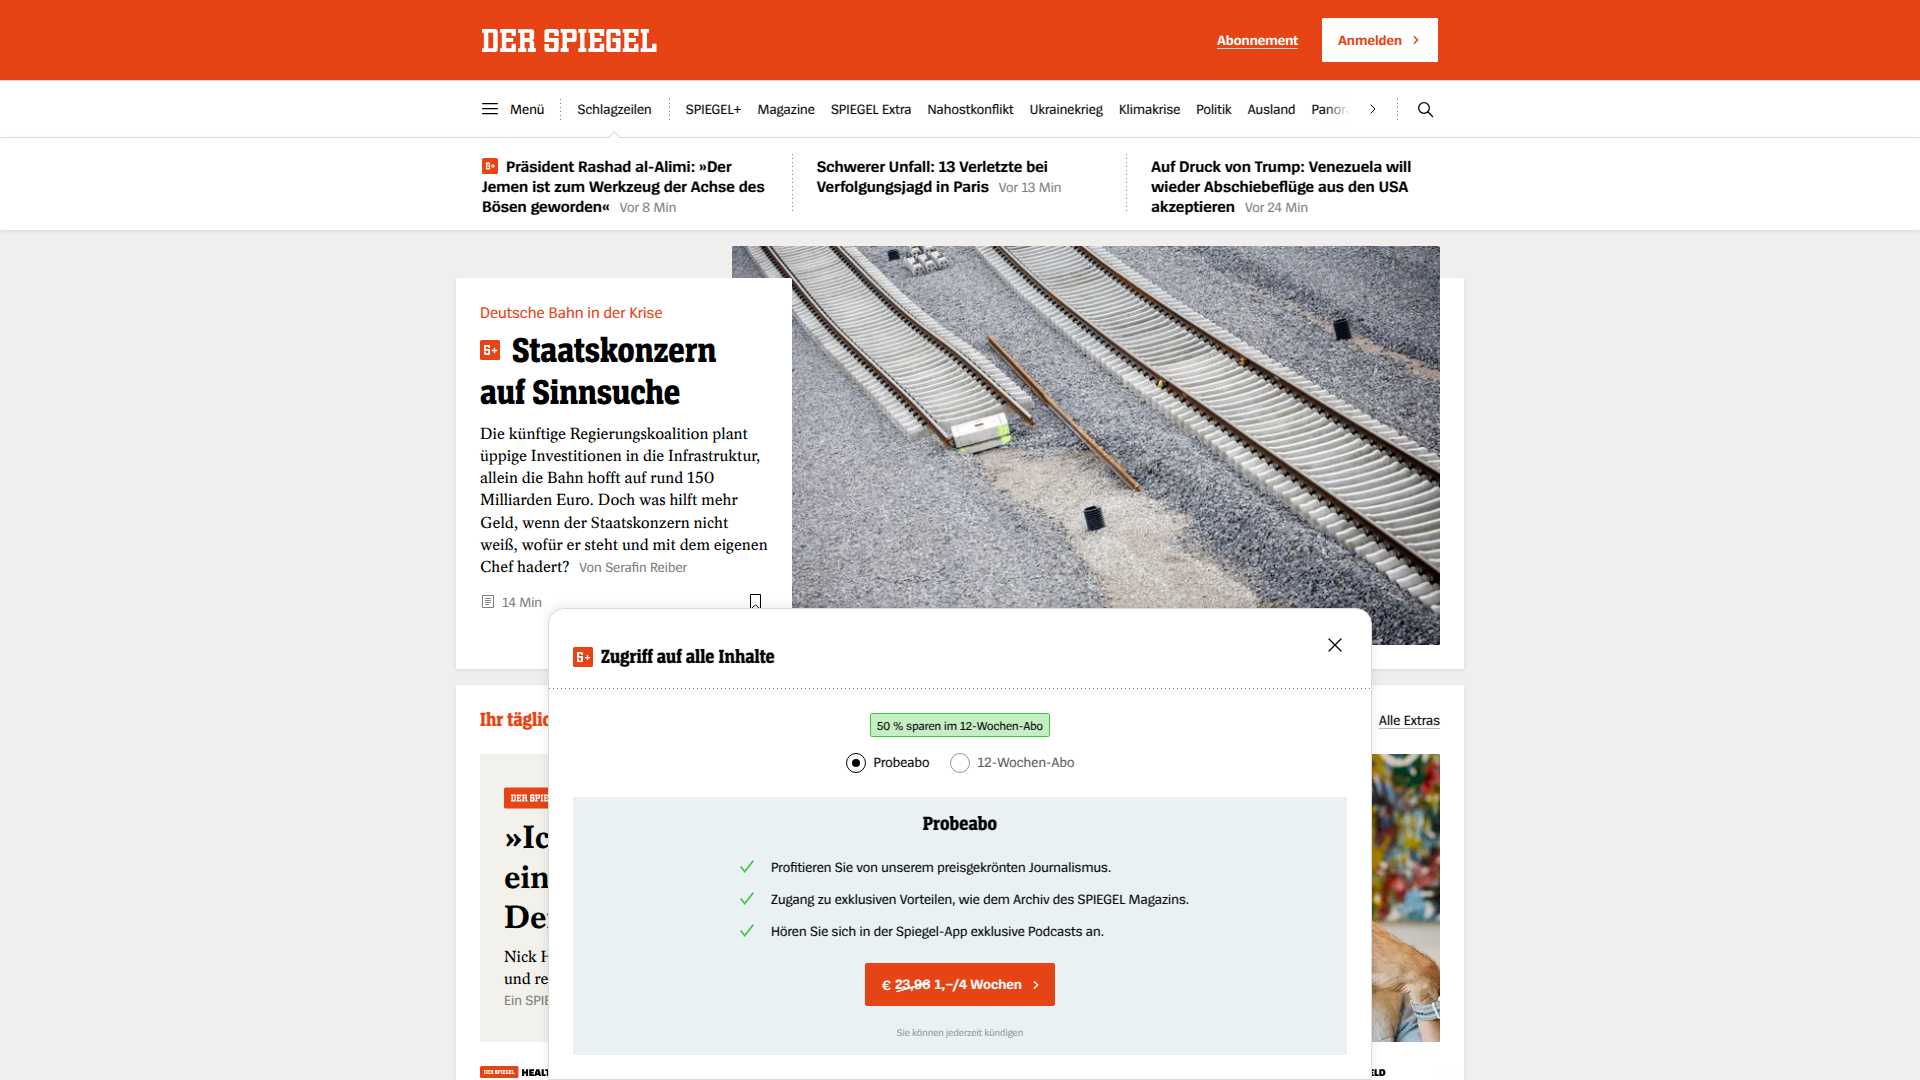 DER SPIEGEL
Abonnement
Anmelden
Menü
Schlagzeilen
SPIEGEL+
Magazine
SPIEGEL Extra
Nahostkonflikt
Ukrainekrieg
Klimakrise
Politik
Ausland
Panor
Präsident Rashad al-Alimi: »Der
Jemen ist zum Werkzeug der Achse des
Bösen geworden« Vor 8 Min
Schwerer Unfall: 13 Verletzte bei
Verfolgungsjagd in Paris Vor 13 Min
Auf Druck von Trump: Venezuela will
wieder Abschiebeflüge aus den USA
akzeptieren Vor 24 Min
Deutsche Bahn in der Krise
Staatskonzern
auf Sinnsuche
Die künftige Regierungskoalition plant
üppige Investitionen in die Infrastruktur,
allein die Bahn hofft auf rund 150
Milliarden Euro. Doch was hilft mehr
Geld, wenn der Staatskonzern nicht
weiß, wofür er steht und mit dem eigenen
Chef hadert? Von Serafin Reiber
14 Min
Zugriff auf alle Inhalte
50 % sparen im 12-Wochen-Abo
Probeabo
12-Wochen-Abo
Probeabo
Profitieren Sie von unserem preisgekrönten Journalismus.
Zugang zu exklusiven Vorteilen, wie dem Archiv des SPIEGEL Magazins.
Hören Sie sich in der Spiegel-App exklusive Podcasts an.
€ 23,96 1,–/4 Wochen
Sie können jederzeit kündigen
Ihr täglic
Alle Extras
DER SPIE
»Ic
ein
De
Nick H
und re
Ein SPIE
DER SPIEGEL HEALT
ELD